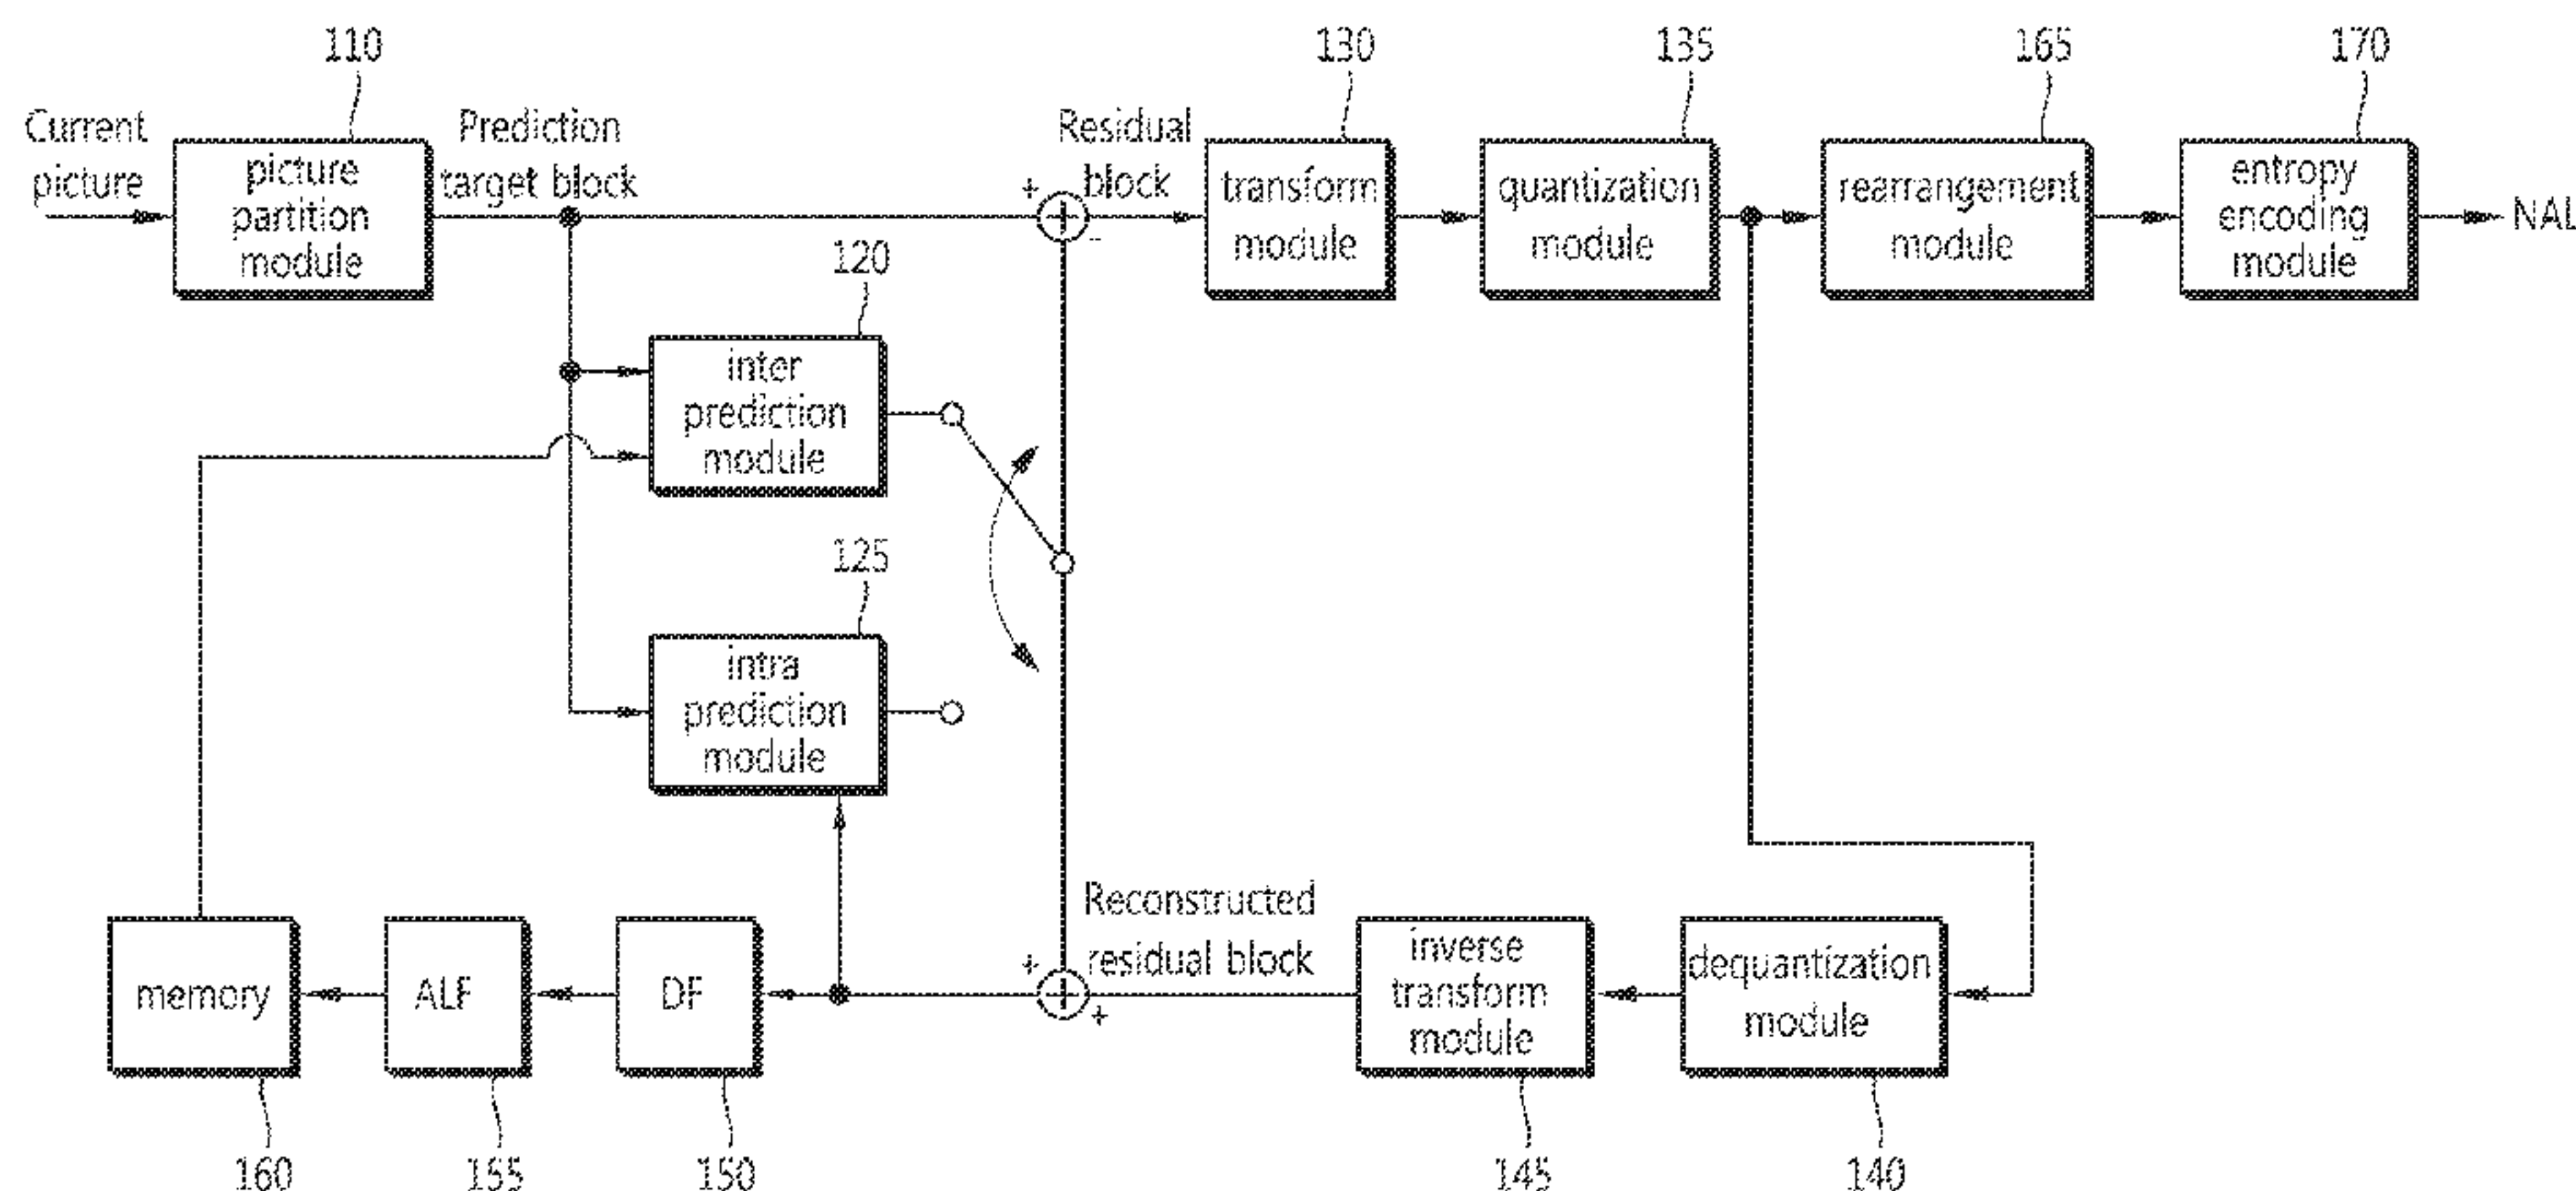 110
130
135
165
170
Current
picture
picture
partition
module
Prediction
target block
+
-
Residual
block
transform
module
quantization
module
rearrangement
module
entropy
encoding
module
NAL
120
inter
prediction
module
125
intra
prediction
module
memory
ALF
DF
+
+
Reconstructed
residual block
inverse
transform
module
dequantization
module
160
155
150
145
140